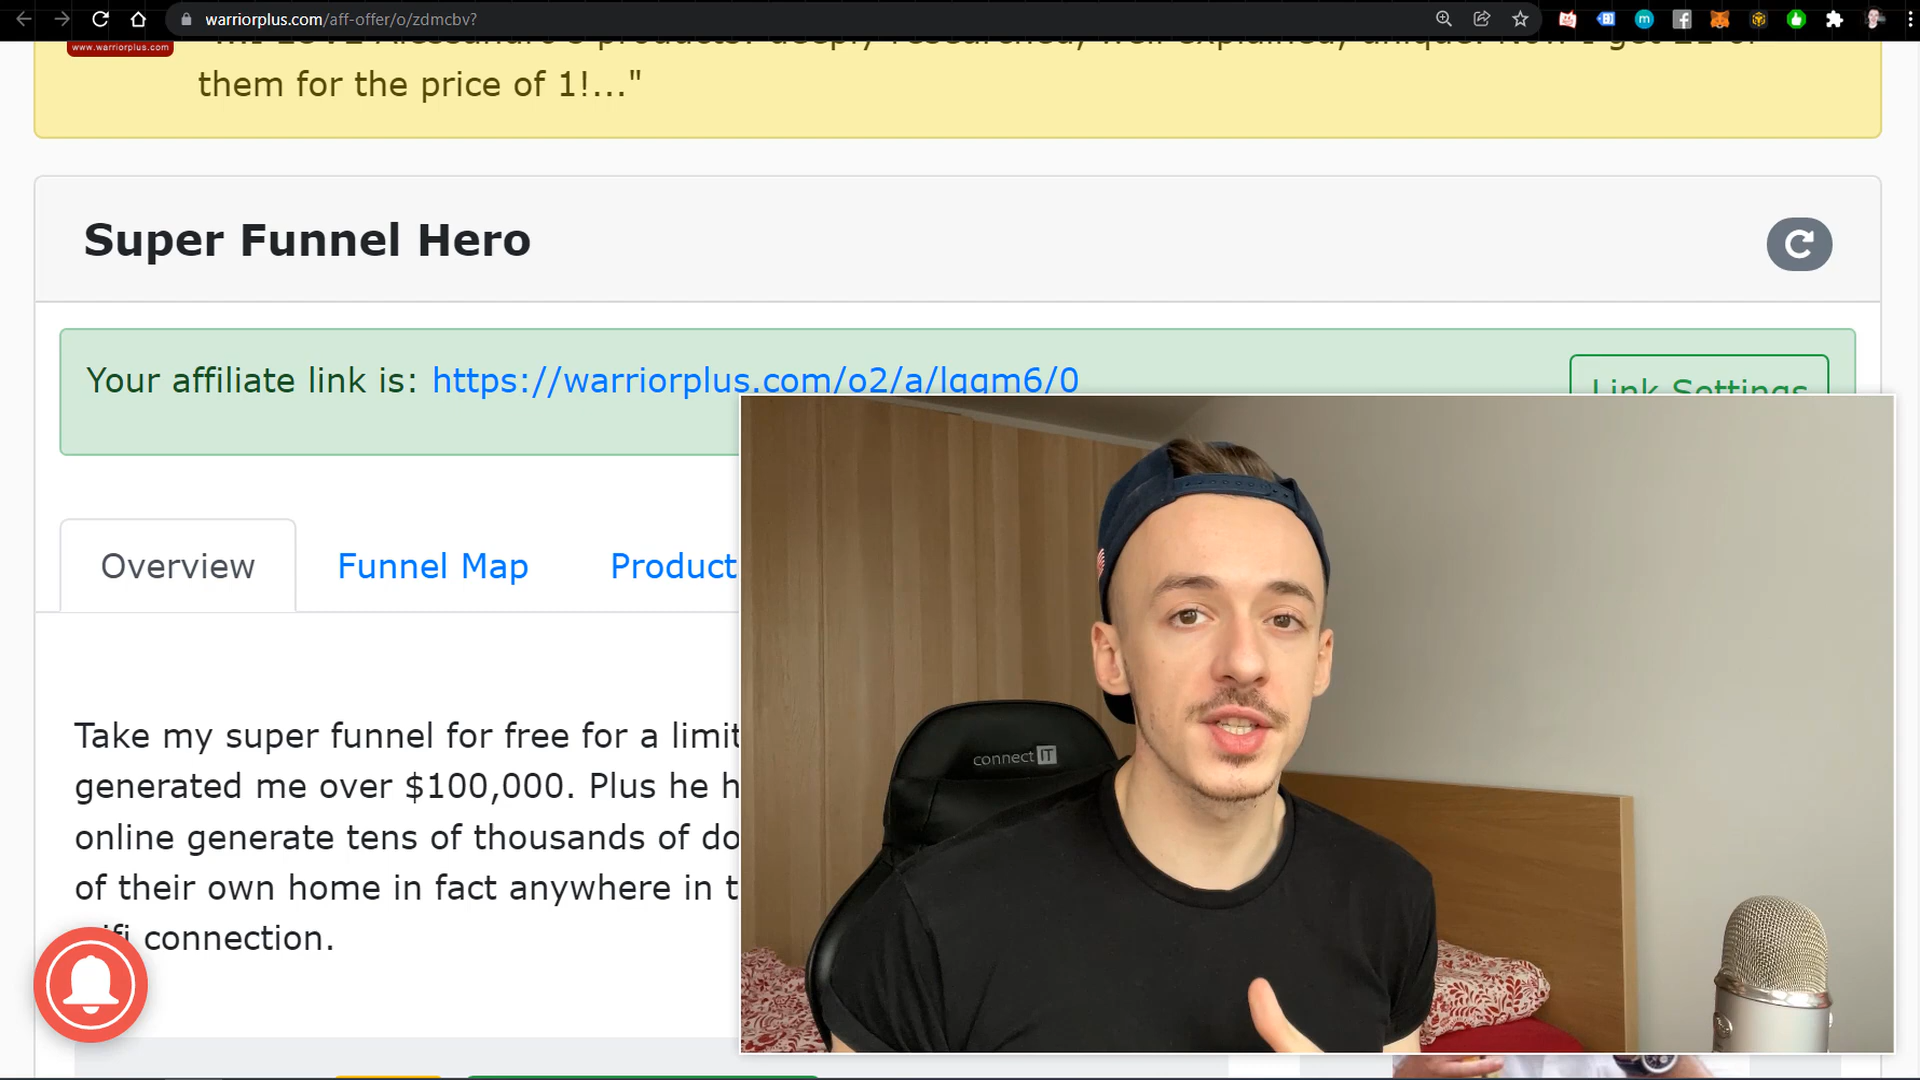 warriorplus.com/aff-offer/o/zdmcbv?
www.warriorplus.com
them for the price of 1!..."
Super Funnel Hero
Your affiliate link is: https://warriorplus.com/o2/a/lqqm6/0
Link Settings
Overview
Funnel Map
Product
connect IT
Take my super funnel for free for a limit
generated me over $100,000. Plus he h
online generate tens of thousands of do
of their own home in fact anywhere in t
connection.